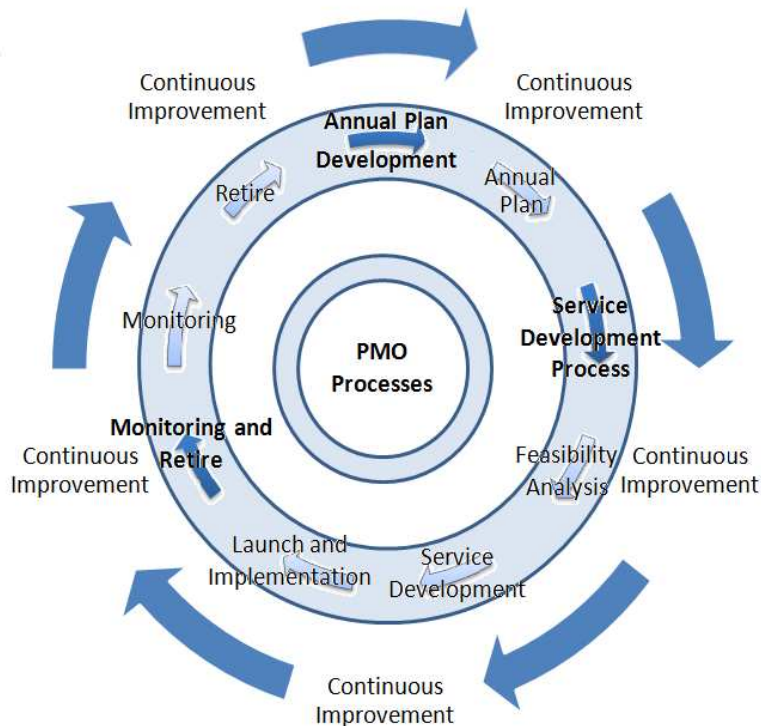 Continuous
Improvement
Continuous
Improvement
Annual Plan
Development
Annual
Plan
Retire
Service
Development
Process
Monitoring
PMO
Processes
Monitoring and
Retire
Continuous
Improvement
Feasibility
Analysis
Continuous
Improvement
Launch and
Implementation
Service
Development
Continuous
Improvement